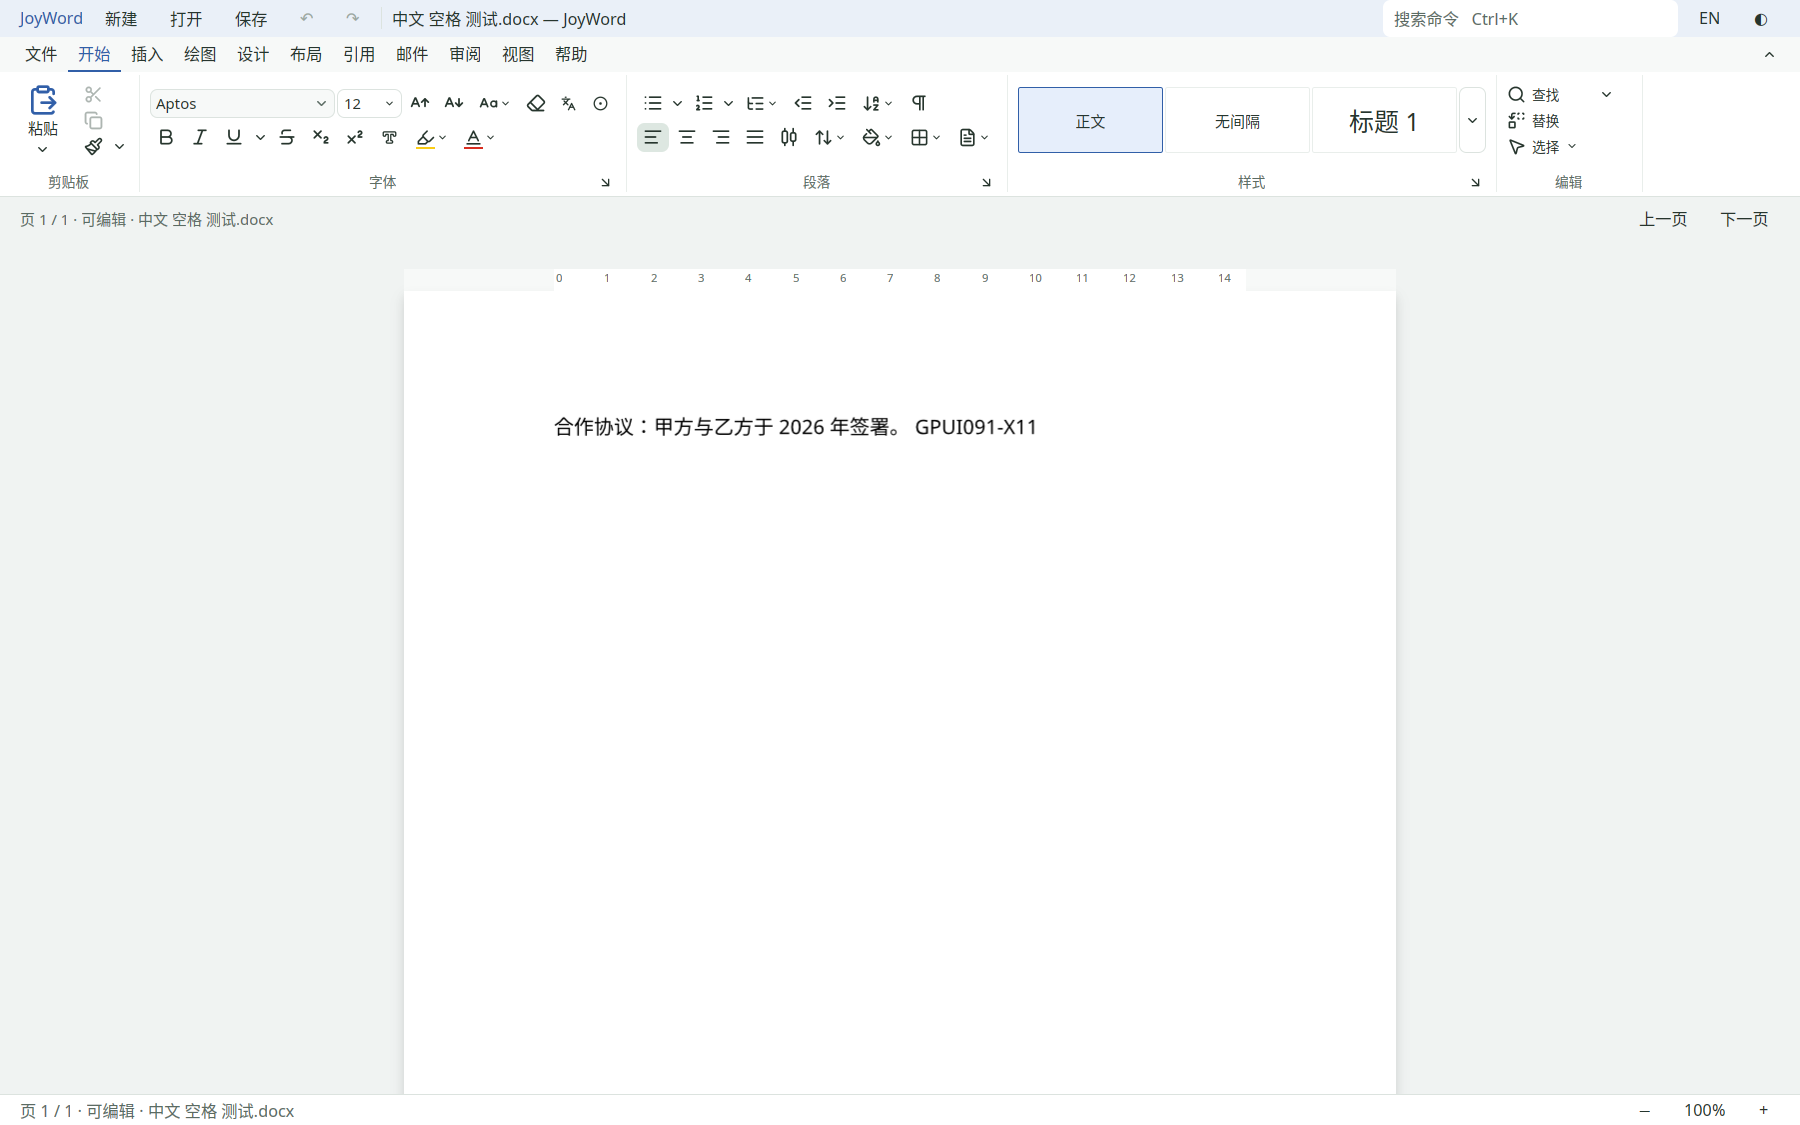 JoyWord 新建 打开 保存 中文 空格 测试.docx — JoyWord 搜索命令 Ctrl+K EN
文件 开始 插入 绘图 设计 布局 引用 邮件 审阅 视图 帮助
粘贴
剪贴板
Aptos 12
字体
段落
正文 无间隔 标题 1
样式
查找
替换
选择
编辑
页 1 / 1 · 可编辑 · 中文 空格 测试.docx 上一页 下一页
0 1 2 3 4 5 6 7 8 9 10 11 12 13 14
合作协议：甲方与乙方于 2026 年签署。 GPUI091-X11
页 1 / 1 · 可编辑 · 中文 空格 测试.docx — 100% +